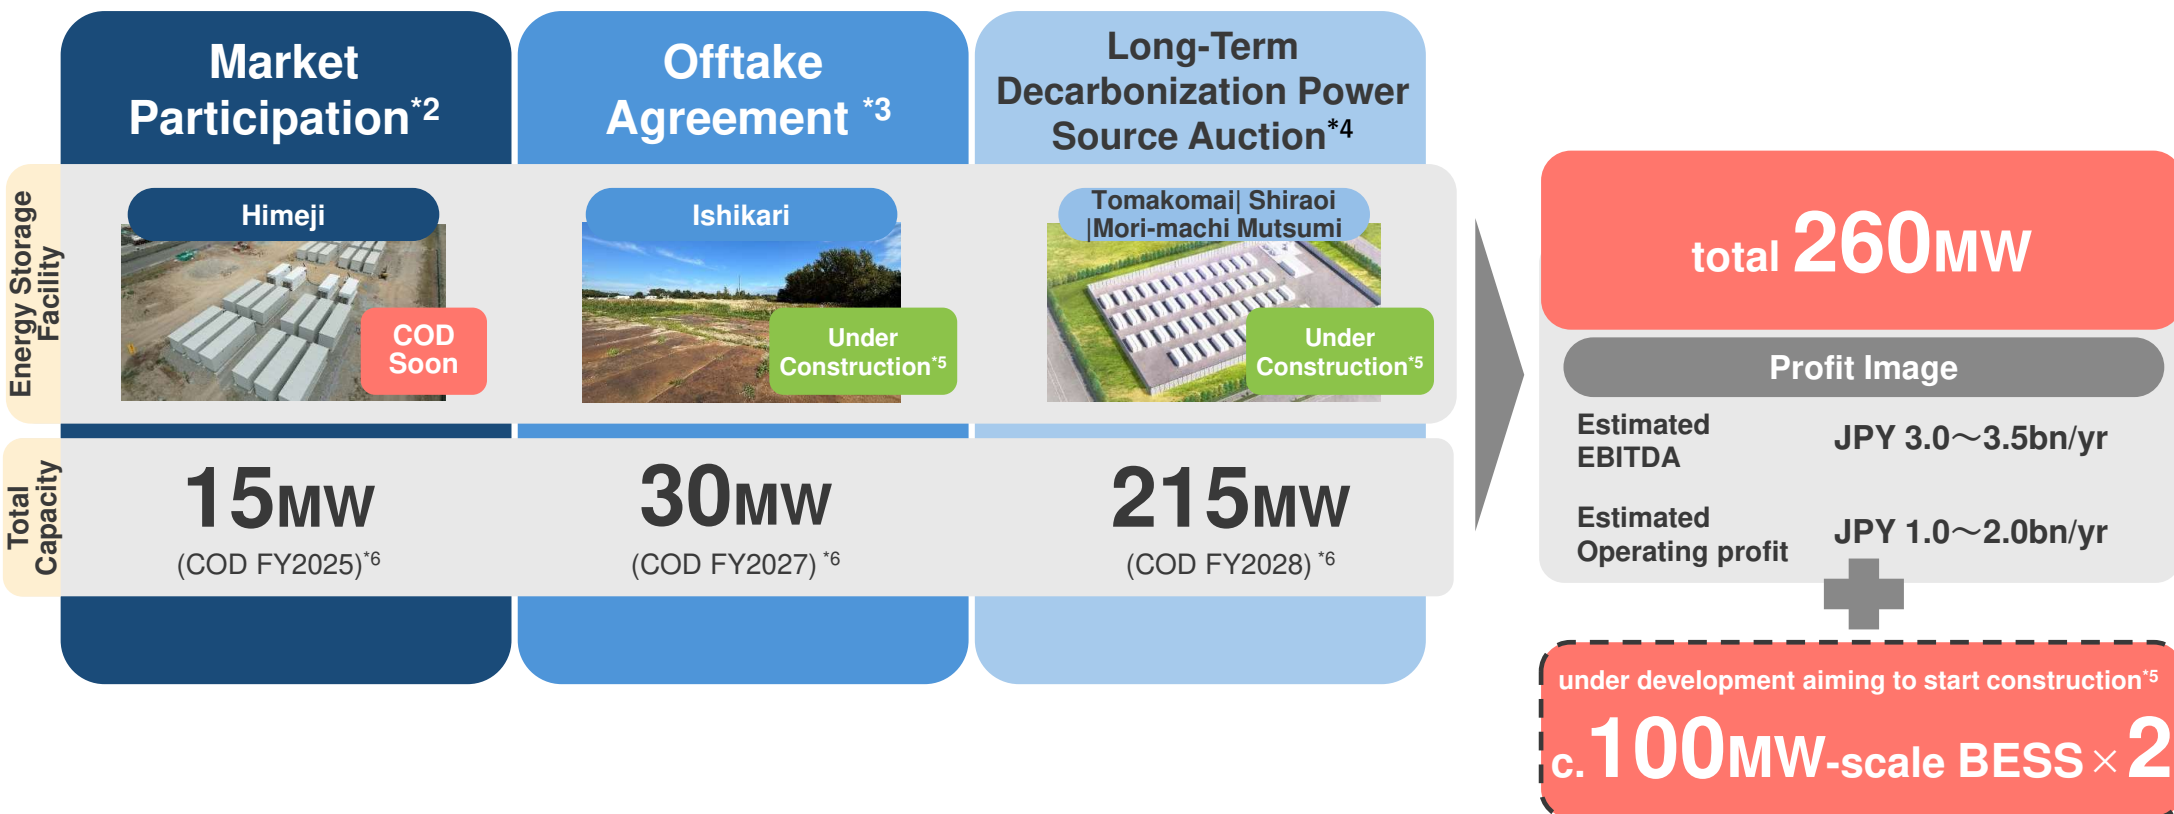 Market
Participation*2
Offtake
Agreement *3
Long-Term
Decarbonization Power
Source Auction*4
Energy Storage
Facility
Himeji
COD
Soon
Ishikari
Under
Construction*5
Tomakomai| Shiraoi
|Mori-machi Mutsumi
Under
Construction*5
Total
Capacity
15MW
(COD FY2025)*6
30MW
(COD FY2027) *6
215MW
(COD FY2028) *6
total 260MW
Profit Image
Estimated
EBITDA
JPY 3.0～3.5bn/yr
Estimated
Operating profit
JPY 1.0～2.0bn/yr
under development aiming to start construction*5
c.100MW-scale BESS×2